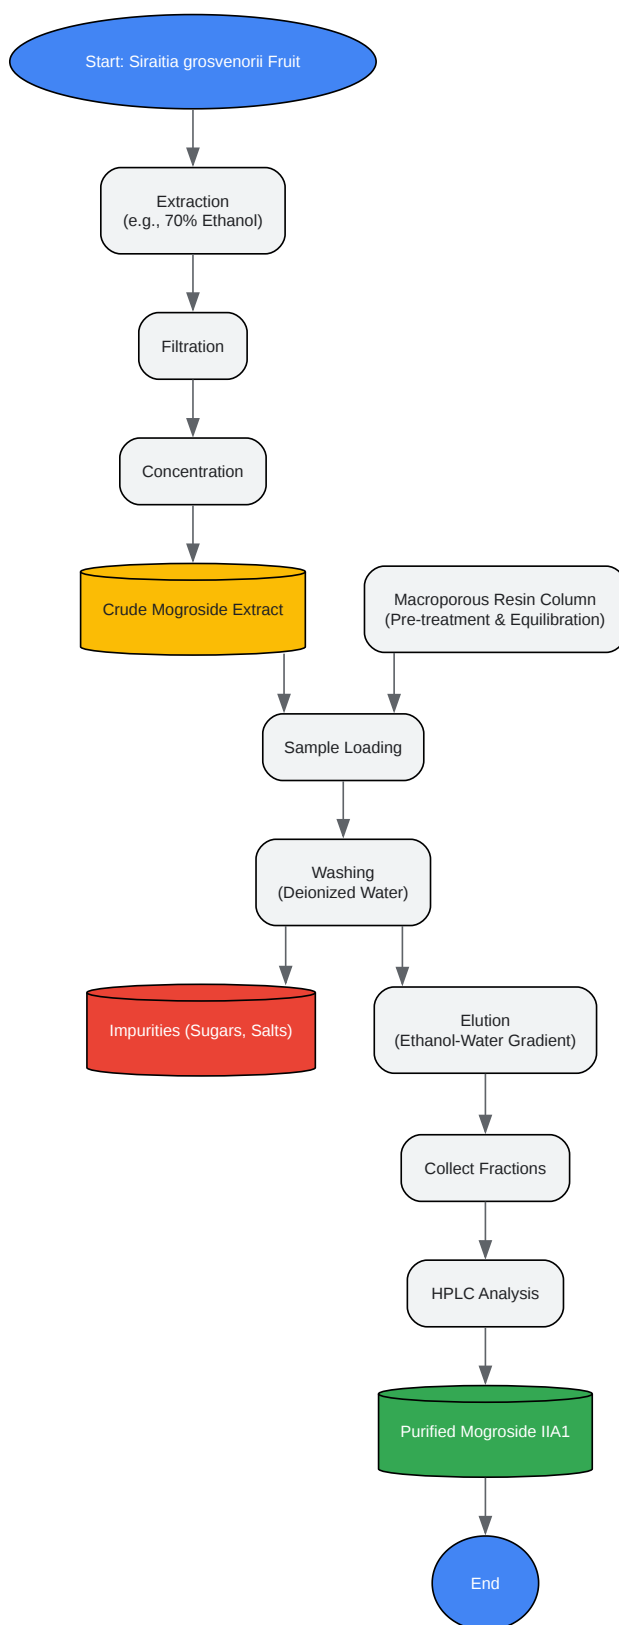 Start: Siraitia grosvenorii Fruit
Extraction
(e.g., 70% Ethanol)
Filtration
Concentration
Crude Mogroside Extract
Macroporous Resin Column
(Pre-treatment & Equilibration)
Sample Loading
Washing
(Deionized Water)
Impurities (Sugars, Salts)
Elution
(Ethanol-Water Gradient)
Collect Fractions
HPLC Analysis
Purified Mogroside IIA1
End